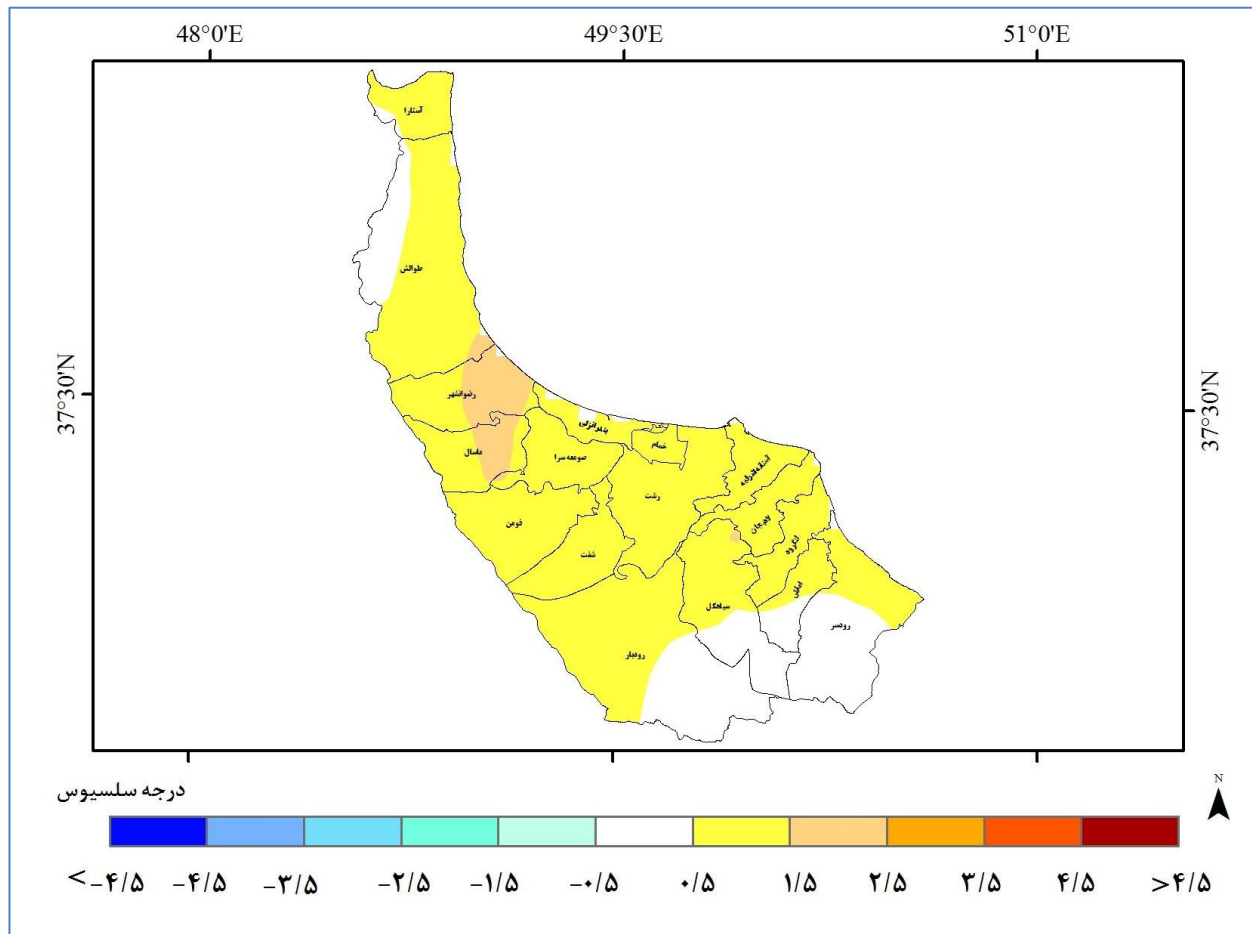 48°0'E 49°30'E 51°0'E
آستارا
طوالش
37°30'N
37°30'N
رضوانشهر
بندرانزلی
خمام
ماسال
صومعه سرا
آستانه اشرفیه
رشت
لاهیجان
فومن
لنگرود
شفت
املش
سیاهکل
رودسر
رودبار
درجه سلسیوس
N
<-۴/۵ -۴/۵ -۳/۵ -۲/۵ -۱/۵ -۰/۵ ۰/۵ ۱/۵ ۲/۵ ۳/۵ ۴/۵ >۴/۵